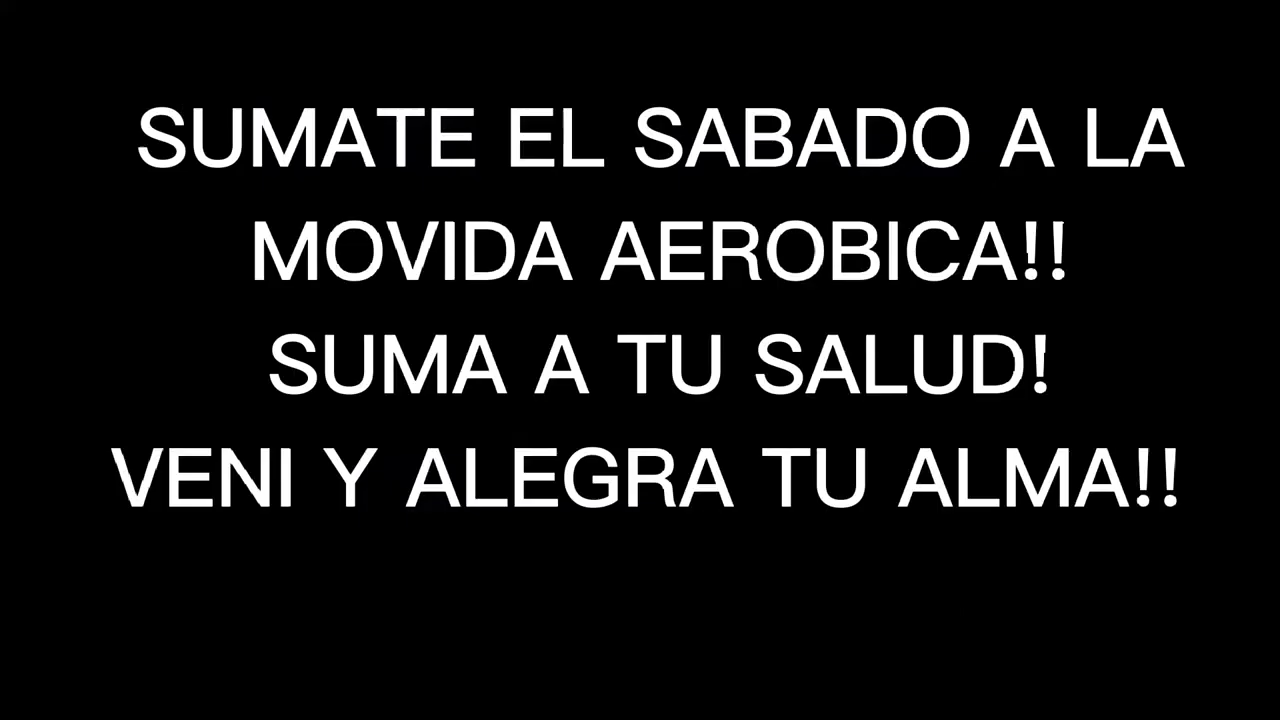 SUMATE EL SABADO A LA
MOVIDA AEROBICA!!
SUMA A TU SALUD!
VENI Y ALEGRA TU ALMA!!